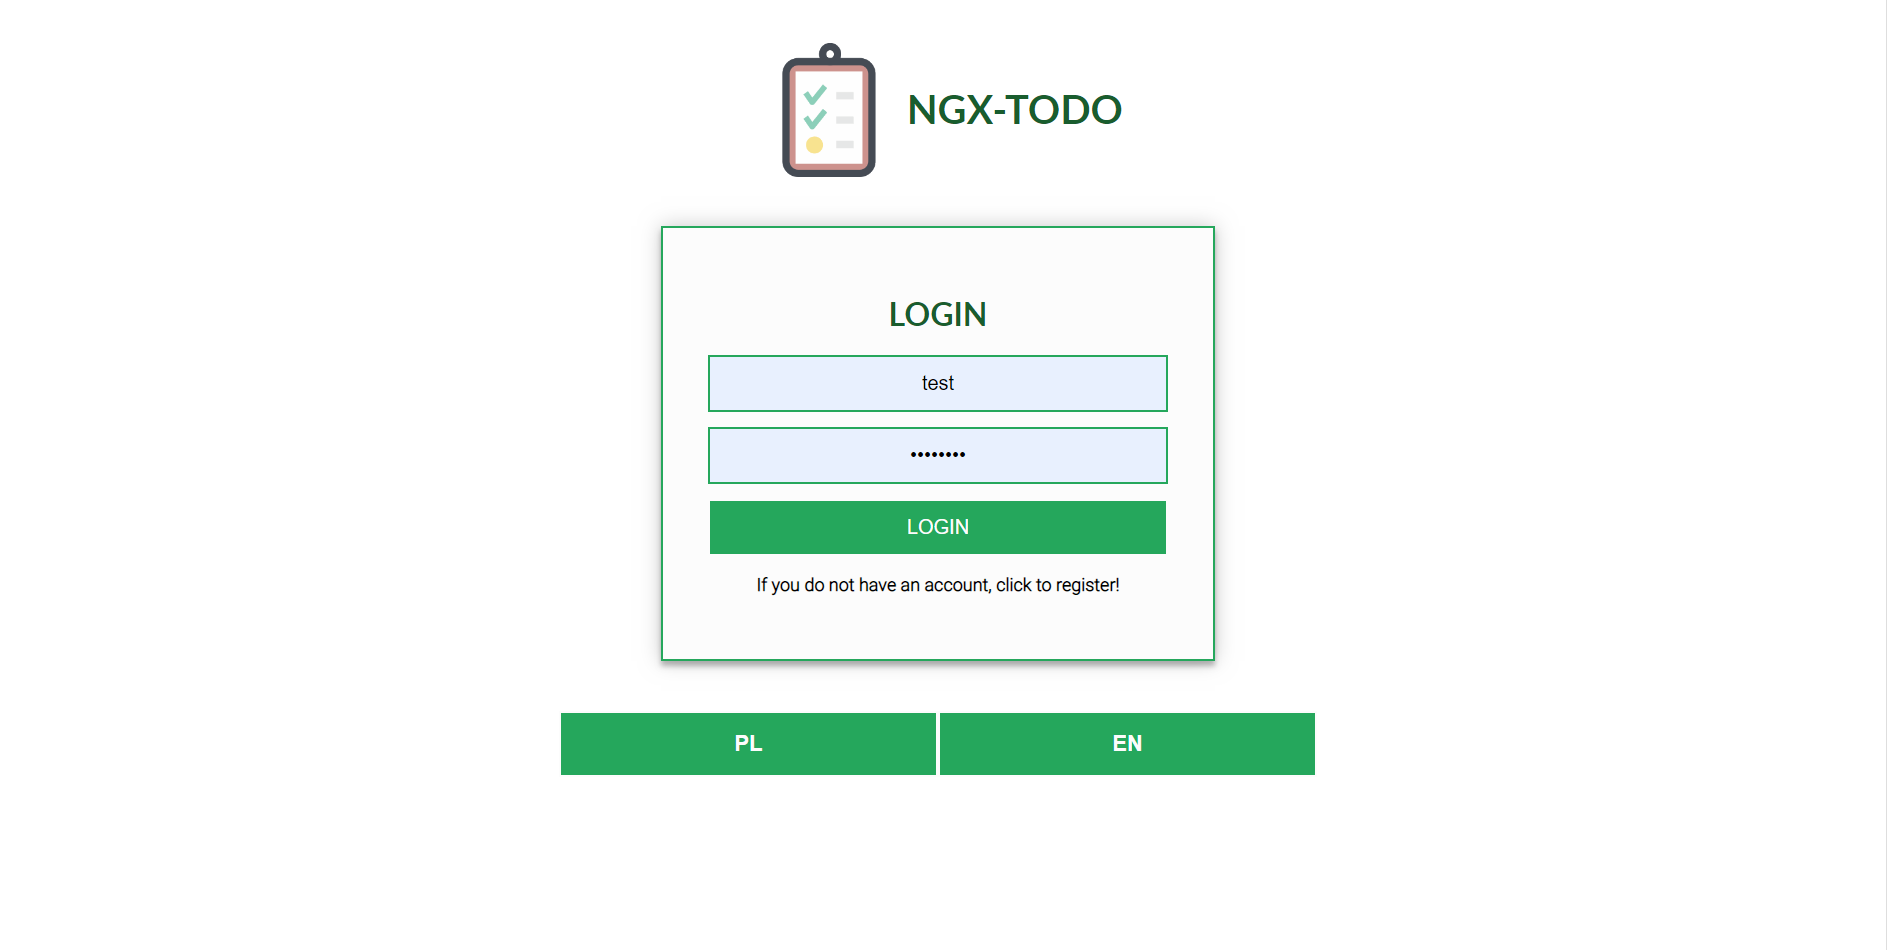 NGX-TODO
LOGIN
test
••••••••
LOGIN
If you do not have an account, click to register!
PL
EN